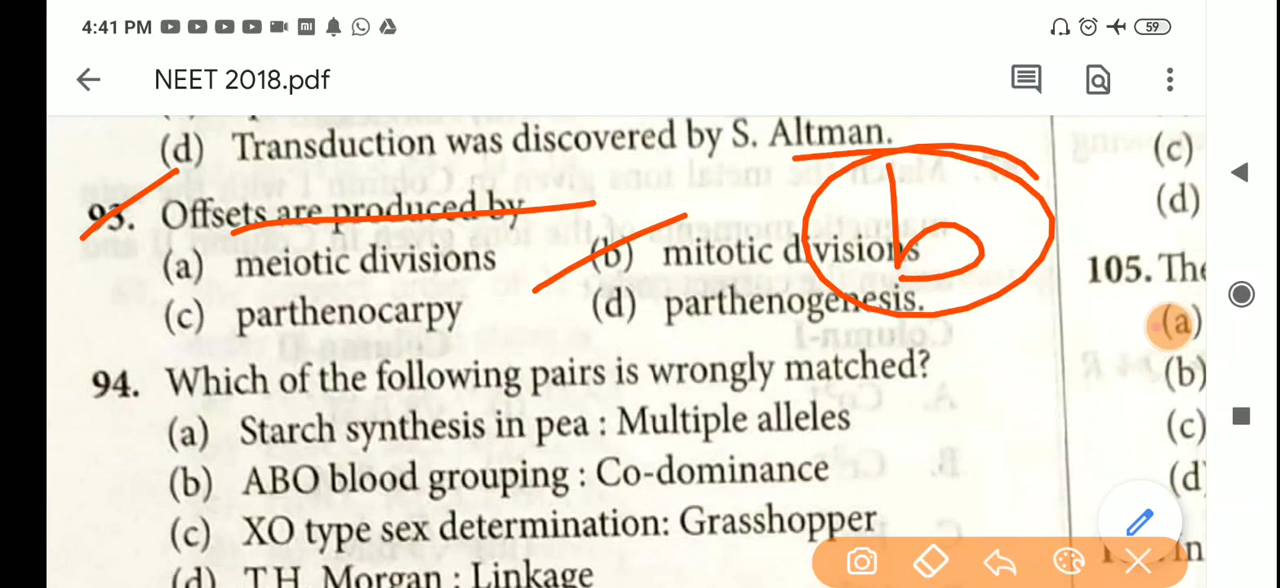 4:41 PM
59
NEET 2018.pdf
(d) Transduction was discovered by S. Altman.
93. Offsets are produced by
(a) meiotic divisions (b) mitotic divisions
(c) parthenocarpy (d) parthenogenesis.
b
94. Which of the following pairs is wrongly matched?
(a) Starch synthesis in pea : Multiple alleles
(b) ABO blood grouping : Co-dominance
(c) XO type sex determination: Grasshopper
(d) T.H. Morgan : Linkage
(c)
(d)
105. The
(a)
(b)
(c)
(d)